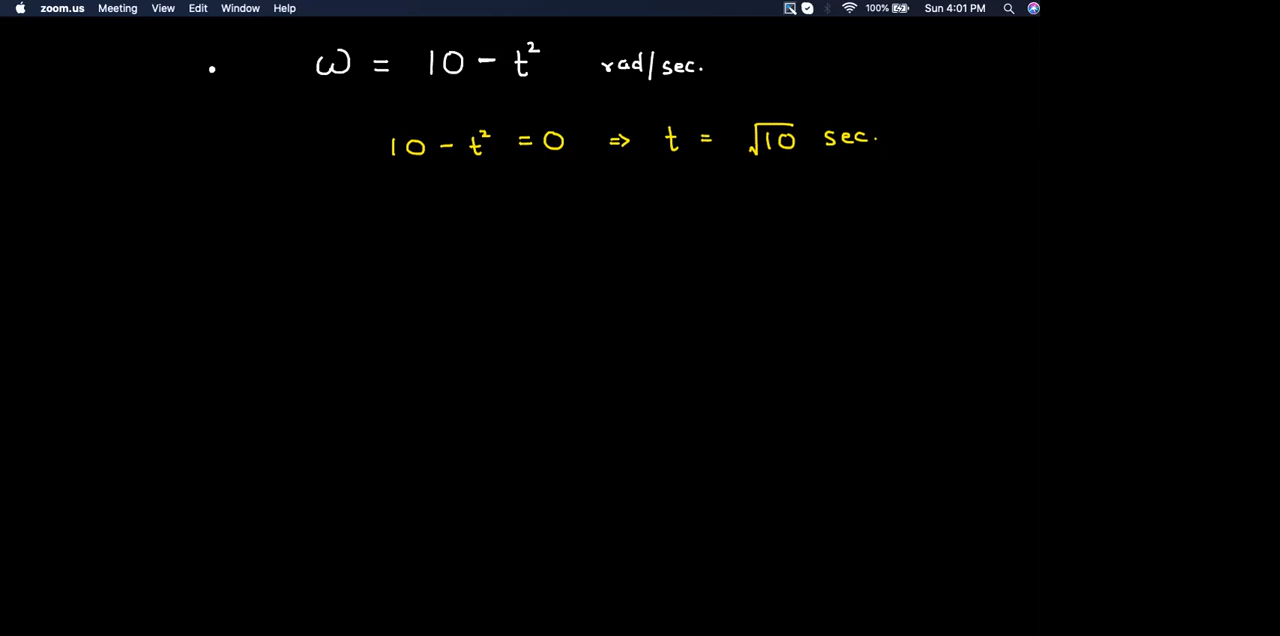 zoom.us Meeting View Edit Window Help 100% Sun 4:01 PM
. ω = 10 - t² rad/sec.
10 - t² = 0 ⇒ t = √10 sec.